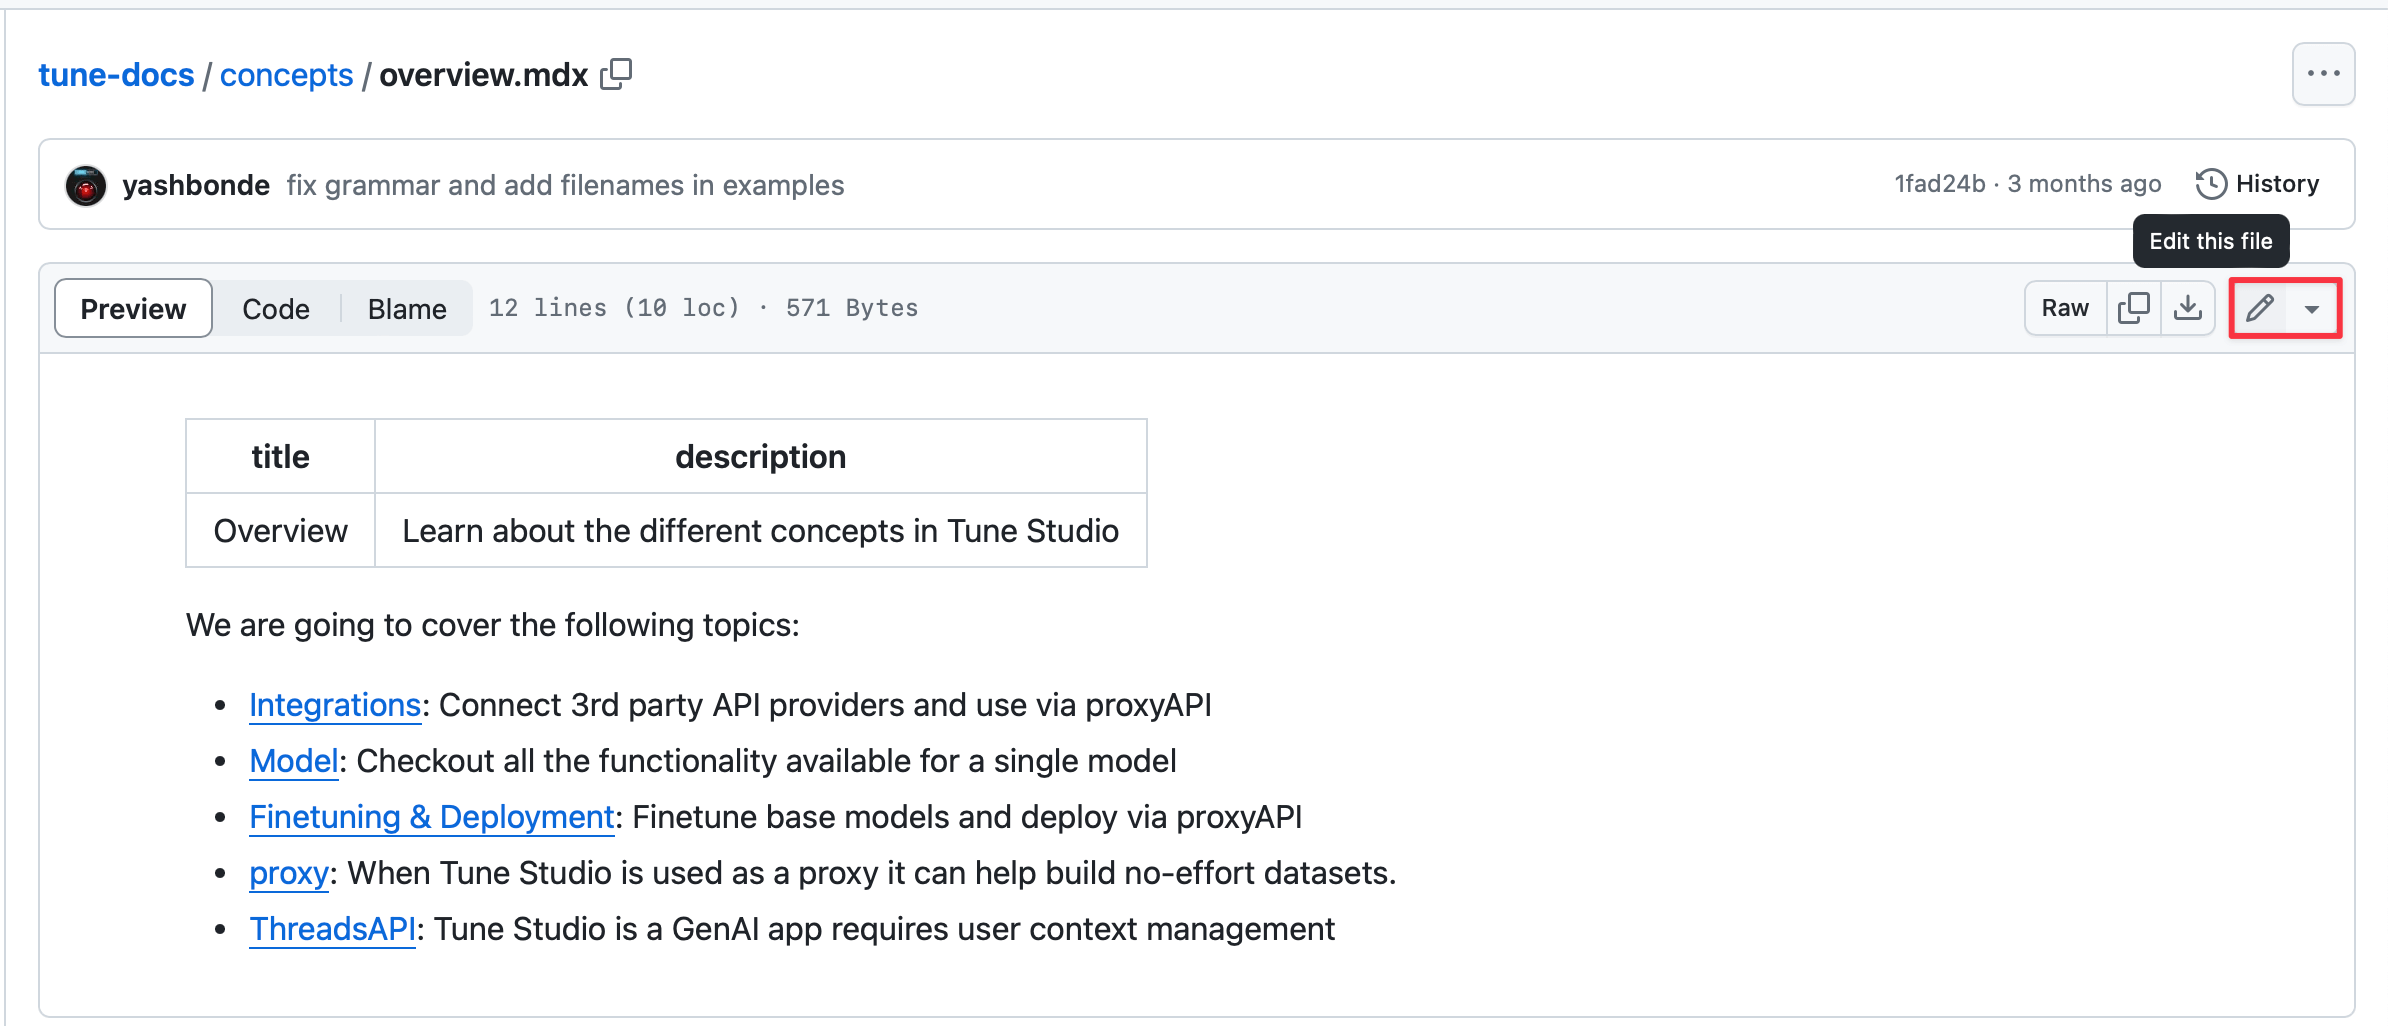 tune-docs / concepts / overview.mdx
yashbonde fix grammar and add filenames in examples 1fad24b · 3 months ago History
Edit this file
Preview Code Blame 12 lines (10 loc) · 571 Bytes Raw
title description
Overview Learn about the different concepts in Tune Studio
We are going to cover the following topics:
• Integrations: Connect 3rd party API providers and use via proxyAPI
• Model: Checkout all the functionality available for a single model
• Finetuning & Deployment: Finetune base models and deploy via proxyAPI
• proxy: When Tune Studio is used as a proxy it can help build no-effort datasets.
• ThreadsAPI: Tune Studio is a GenAI app requires user context management